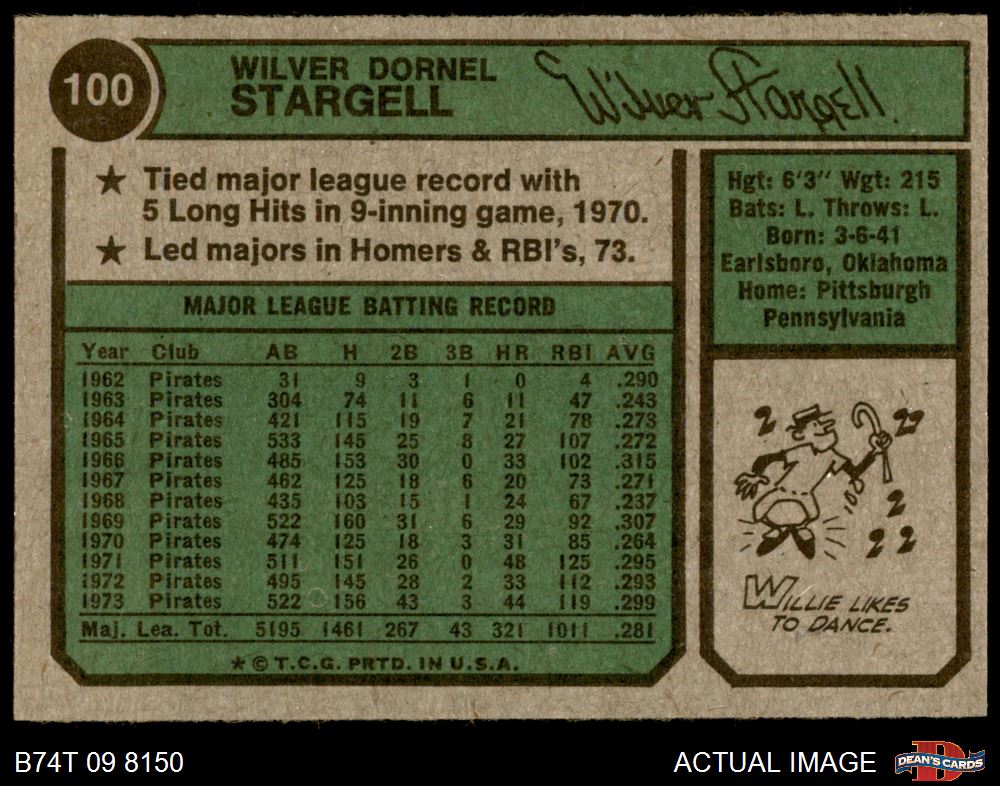 100
WILVER DORNEL
STARGELL
Wilver Stargell.
★ Tied major league record with
5 Long Hits in 9-inning game, 1970.
★ Led majors in Homers & RBI's, 73.
MAJOR LEAGUE BATTING RECORD
Year Club AB H 2B 3B HR RBI AVG
1962 Pirates 31 9 3 1 0 4 .290
1963 Pirates 304 74 11 6 11 47 .243
1964 Pirates 421 115 19 7 21 78 .273
1965 Pirates 533 145 25 8 27 107 .272
1966 Pirates 485 153 30 0 33 102 .315
1967 Pirates 462 125 18 6 20 73 .271
1968 Pirates 435 103 15 1 24 67 .237
1969 Pirates 522 160 31 6 29 92 .307
1970 Pirates 474 125 18 3 31 85 .264
1971 Pirates 511 151 26 0 48 125 .295
1972 Pirates 495 145 28 2 33 112 .293
1973 Pirates 522 156 43 3 44 119 .299
Maj. Lea. Tot. 5195 1461 267 43 321 1011 .281
★ © T.C.G. PRTD. IN U.S.A.
Hgt: 6'3" Wgt: 215
Bats: L. Throws: L.
Born: 3-6-41
Earlsboro, Oklahoma
Home: Pittsburgh
Pennsylvania
WILLIE LIKES
TO DANCE.
B74T 09 8150
ACTUAL IMAGE
DEAN'S CARDS